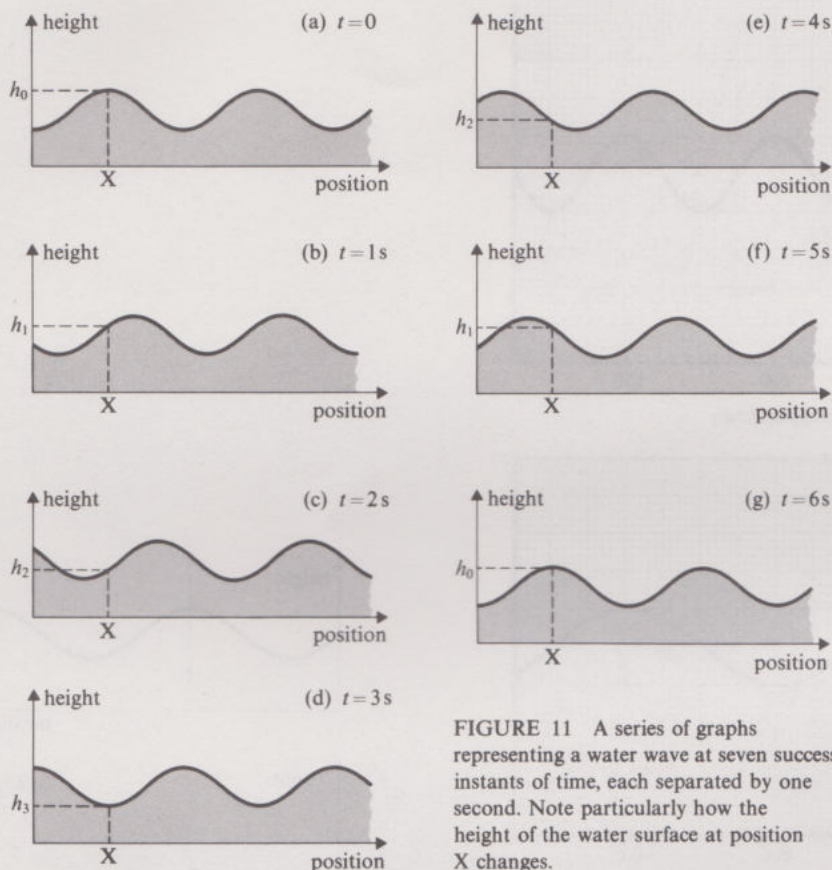 height
(a) t=0
h₀
X
position
height
(b) t=1s
h₁
X
position
height
(c) t=2s
h₂
X
position
height
(d) t=3s
h₃
X
position
height
(e) t=4s
h₂
X
position
height
(f) t=5s
h₁
X
position
height
(g) t=6s
h₀
X
position
FIGURE 11 A series of graphs
representing a water wave at seven success
instants of time, each separated by one
second. Note particularly how the
height of the water surface at position
X changes.